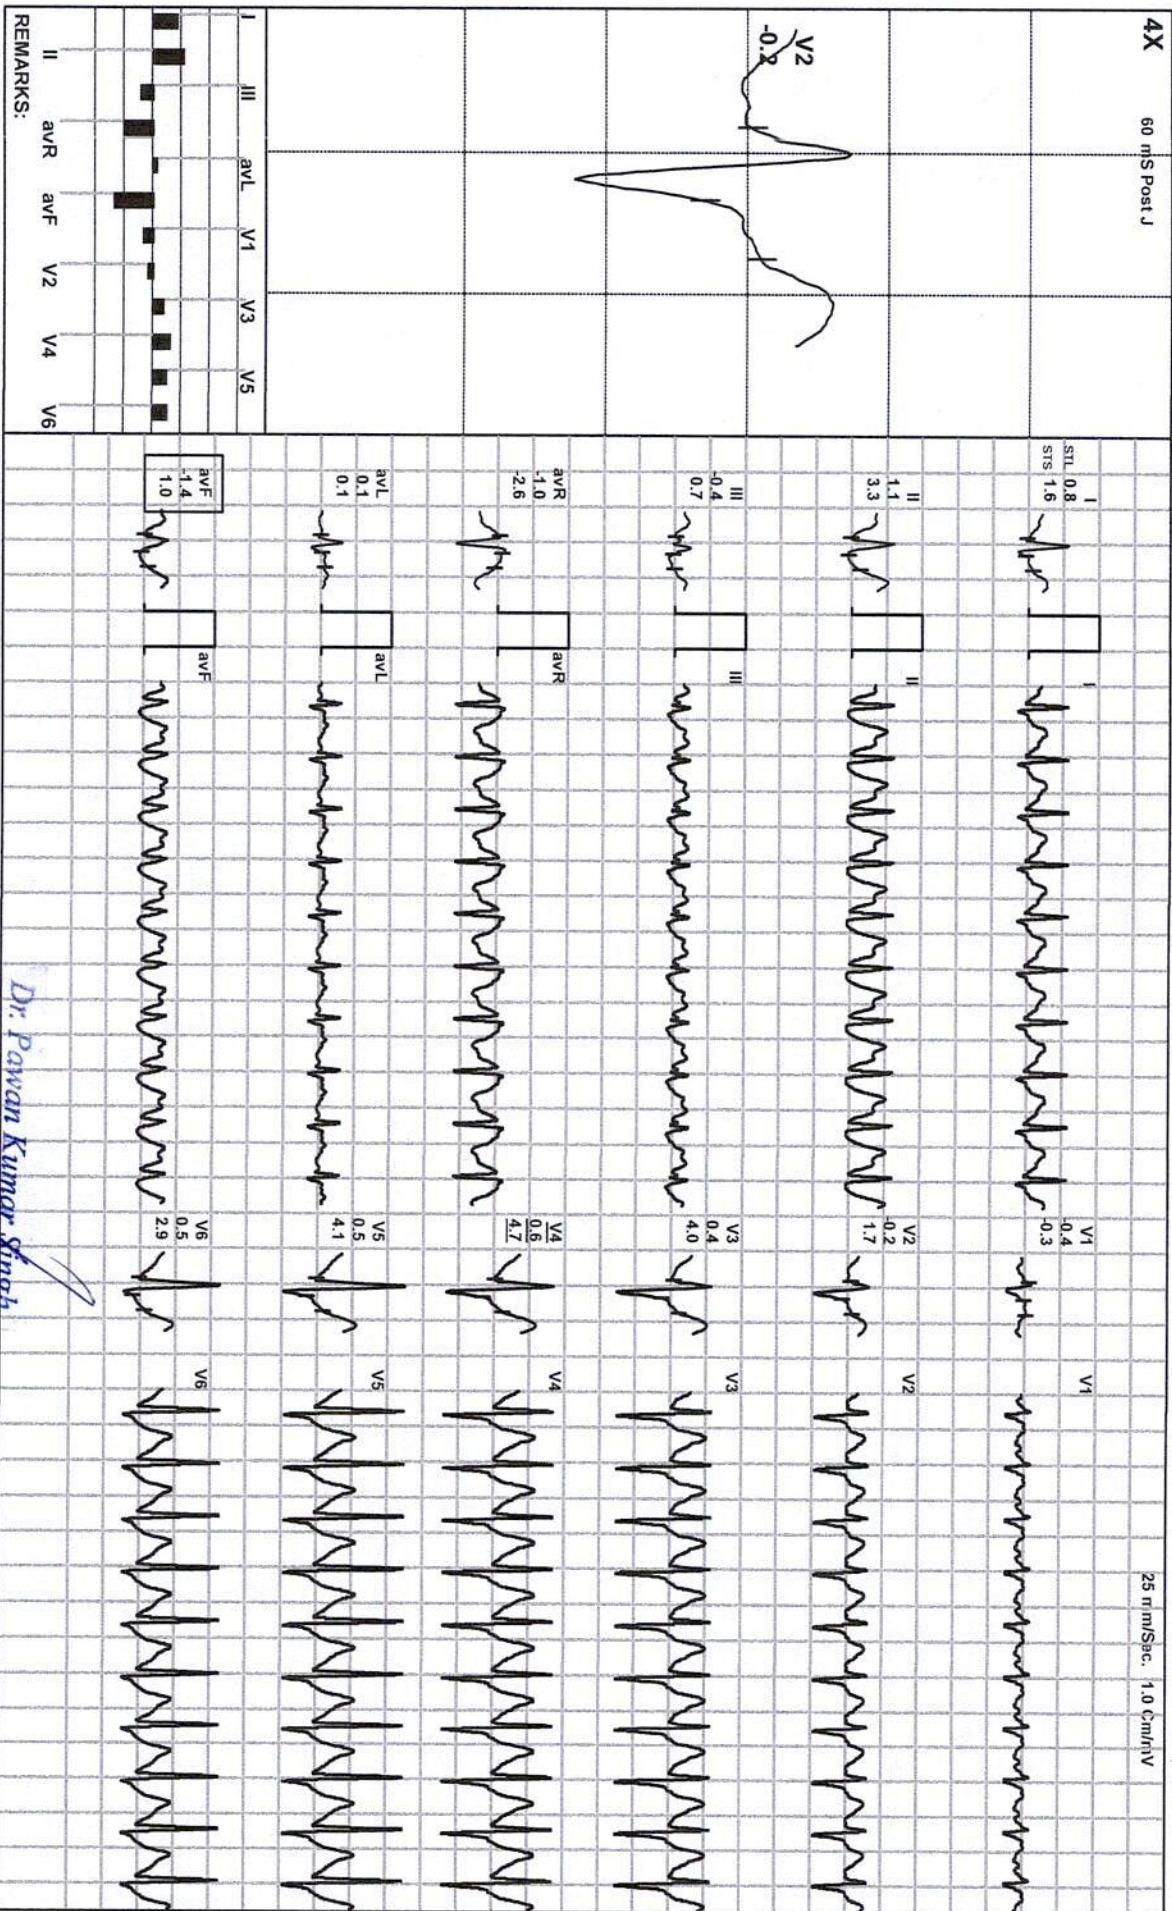 4X 60 mS Post J 25 mm/Sec. 1.0 Cm/mV
V2
-0.2
I III avL V1 V3 V5
II avR avF V2 V4 V6
REMARKS:
I
STL 0.8
STS 1.6
I
II
1.1
3.3
II
III
-0.4
0.7
III
avR
-1.0
-2.6
avR
avL
0.1
0.1
avL
avF
-1.4
1.0
avF
V1
-0.4
-0.3
V1
V2
-0.2
1.7
V2
V3
0.4
4.0
V3
V4
0.6
4.7
V4
V5
0.5
4.1
V5
V6
0.5
2.9
V6
Dr. Pawan Kumar Singh